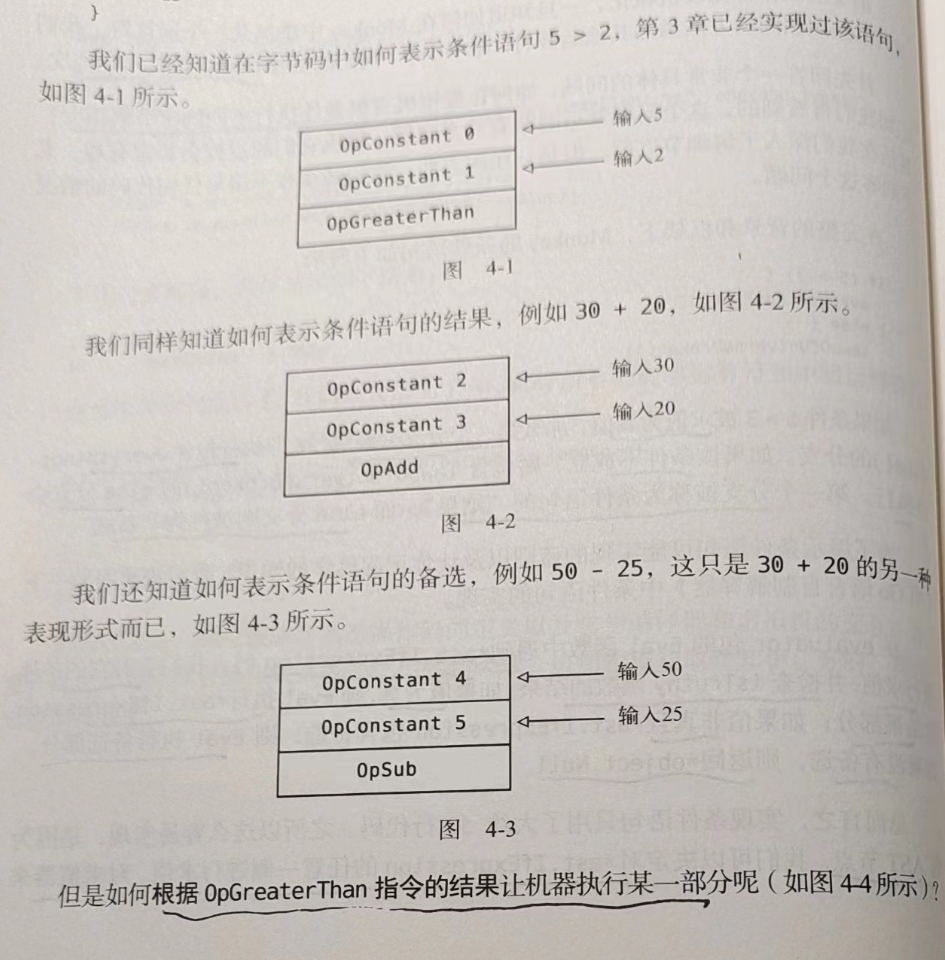 }
我们已经知道在字节码中如何表示条件语句 5 > 2，第 3 章已经实现过该语句，
如图 4-1 所示。
OpConstant 0 输入5
OpConstant 1 输入2
OpGreaterThan
图 4-1
我们同样知道如何表示条件语句的结果，例如 30 + 20，如图 4-2 所示。
OpConstant 2 输入30
OpConstant 3 输入20
OpAdd
图 4-2
我们还知道如何表示条件语句的备选，例如 50 - 25，这只是 30 + 20 的另一种
表现形式而已，如图 4-3 所示。
OpConstant 4 输入50
OpConstant 5 输入25
OpSub
图 4-3
但是如何根据 OpGreaterThan 指令的结果让机器执行某一部分呢（如图 4-4 所示）？